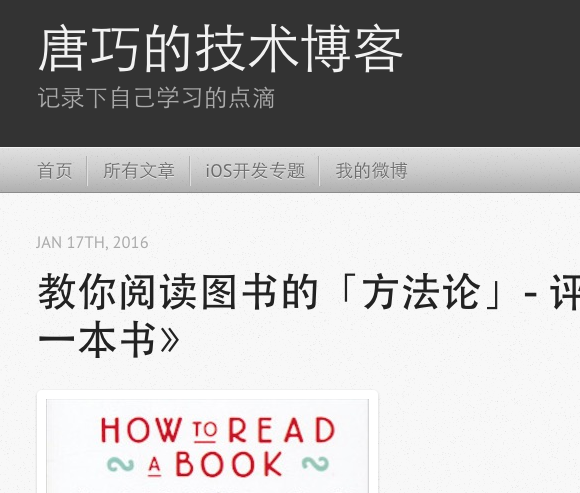 唐巧的技术博客
记录下自己学习的点滴
首页 所有文章 iOS开发专题 我的微博
JAN 17TH, 2016
教你阅读图书的「方法论」- 评
一本书》
HOW TO READ
A BOOK